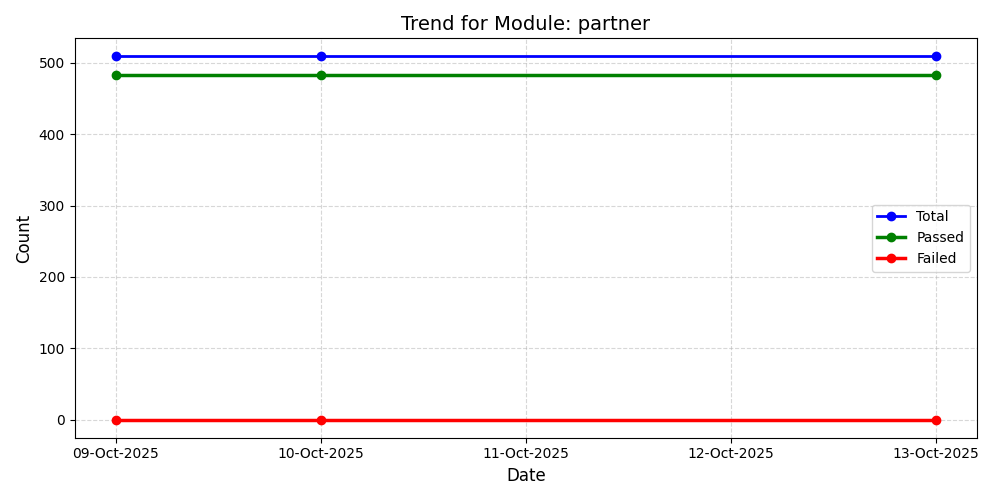 Trend for Module: partner
500
400
300
200
100
0
Count
Total
Passed
Failed
09-Oct-2025
10-Oct-2025
11-Oct-2025
12-Oct-2025
13-Oct-2025
Date